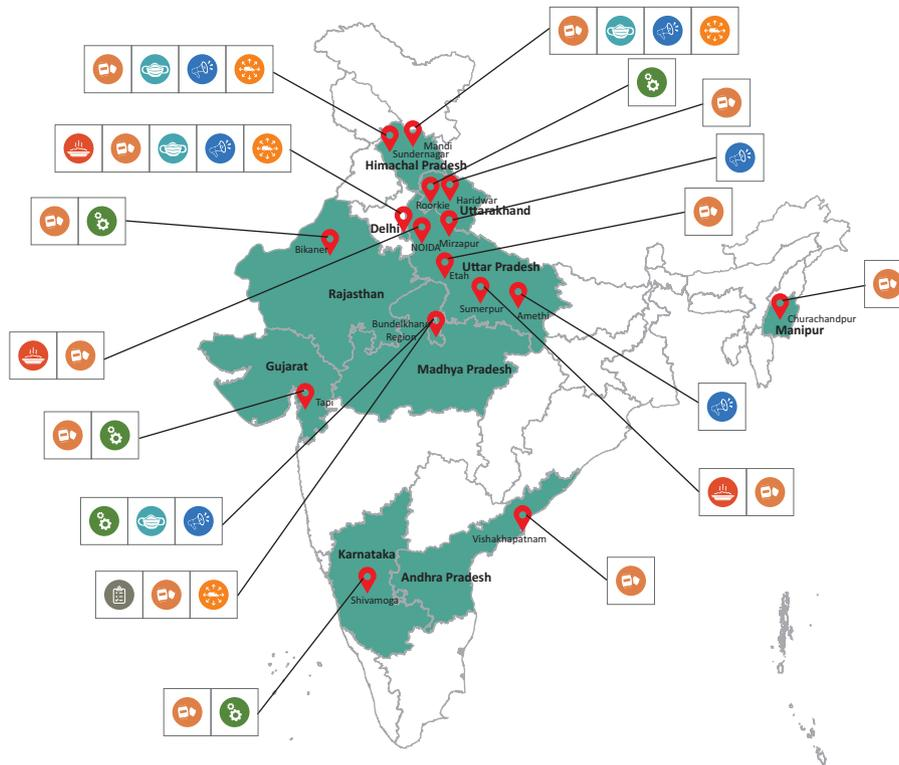 Mandi
Sundernagar
Himachal Pradesh
Roorkie
Haridwar
Uttarakhand
Delhi
NOIDA
Mirzapur
Bikaner
Etah
Uttar Pradesh
Rajasthan
Sumerpur
Amethi
Churachandpur
Manipur
Bundelkhand
Region
Gujarat
Madhya Pradesh
Tapi
Vishakhapatnam
Karnataka
Andhra Pradesh
Shivamoga